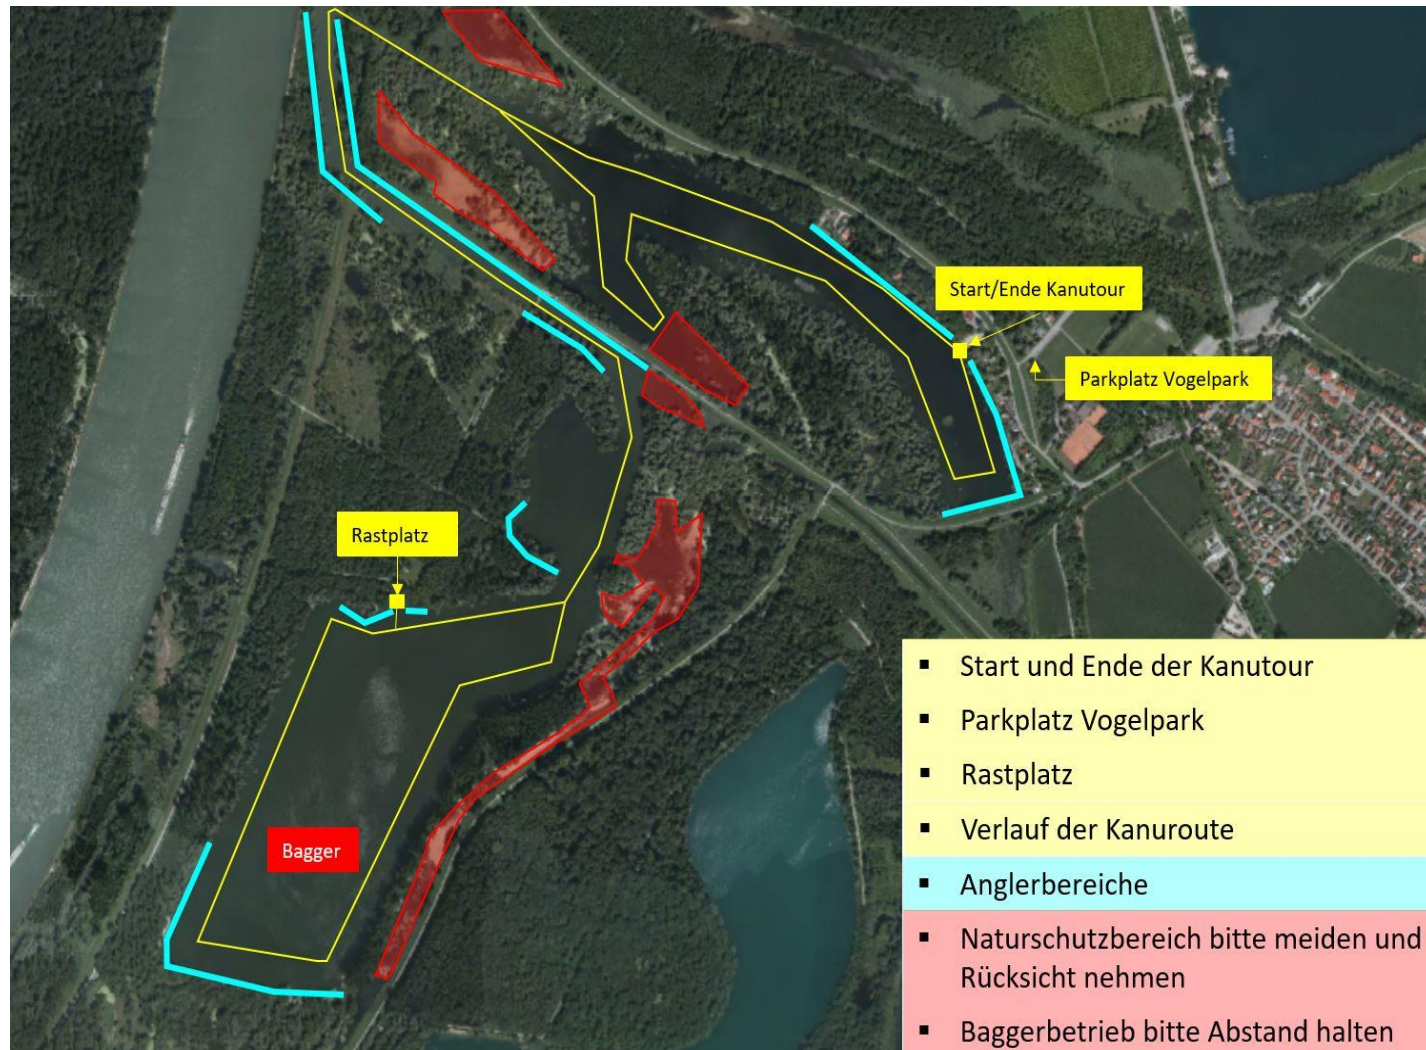 Start/Ende Kanutour
Parkplatz Vogelpark
Rastplatz
Bagger
▪ Start und Ende der Kanutour
▪ Parkplatz Vogelpark
▪ Rastplatz
▪ Verlauf der Kanuroute
▪ Anglerbereiche
▪ Naturschutzbereich bitte meiden und
Rücksicht nehmen
▪ Baggerbetrieb bitte Abstand halten